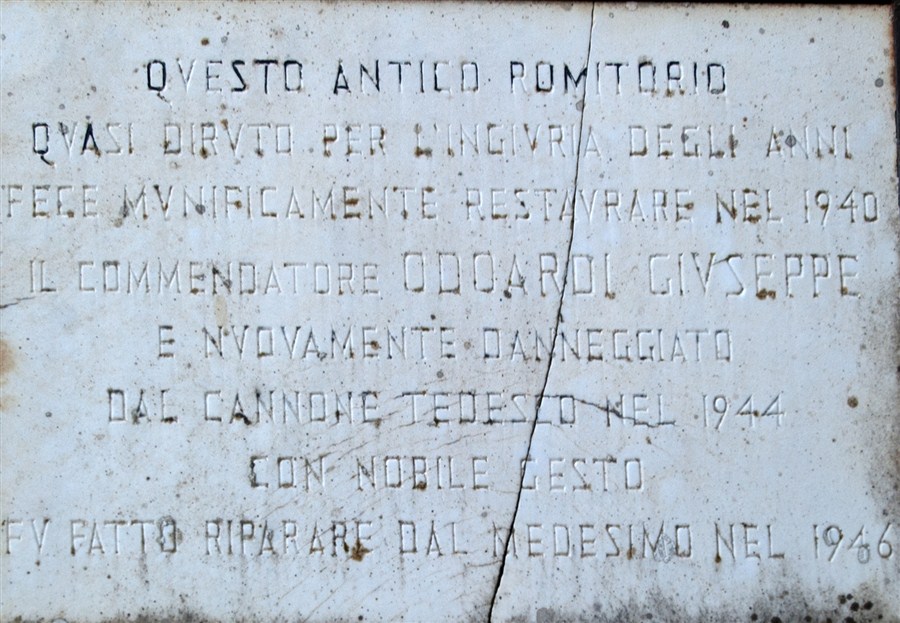 QVESTO ANTICO ROMITORIO
QVASI DIRVTO PER L'INGIVRIA DEGLI ANNI
FECE MVNIFICAMENTE RESTAVRARE NEL 1940
IL COMMENDATORE ODOARDI GIVSEPPE
E NVOVAMENTE DANNEGGIATO
DAL CANNONE TEDESCO NEL 1944
CON NOBILE GESTO
FV FATTO RIPARARE DAL MEDESIMO NEL 1946